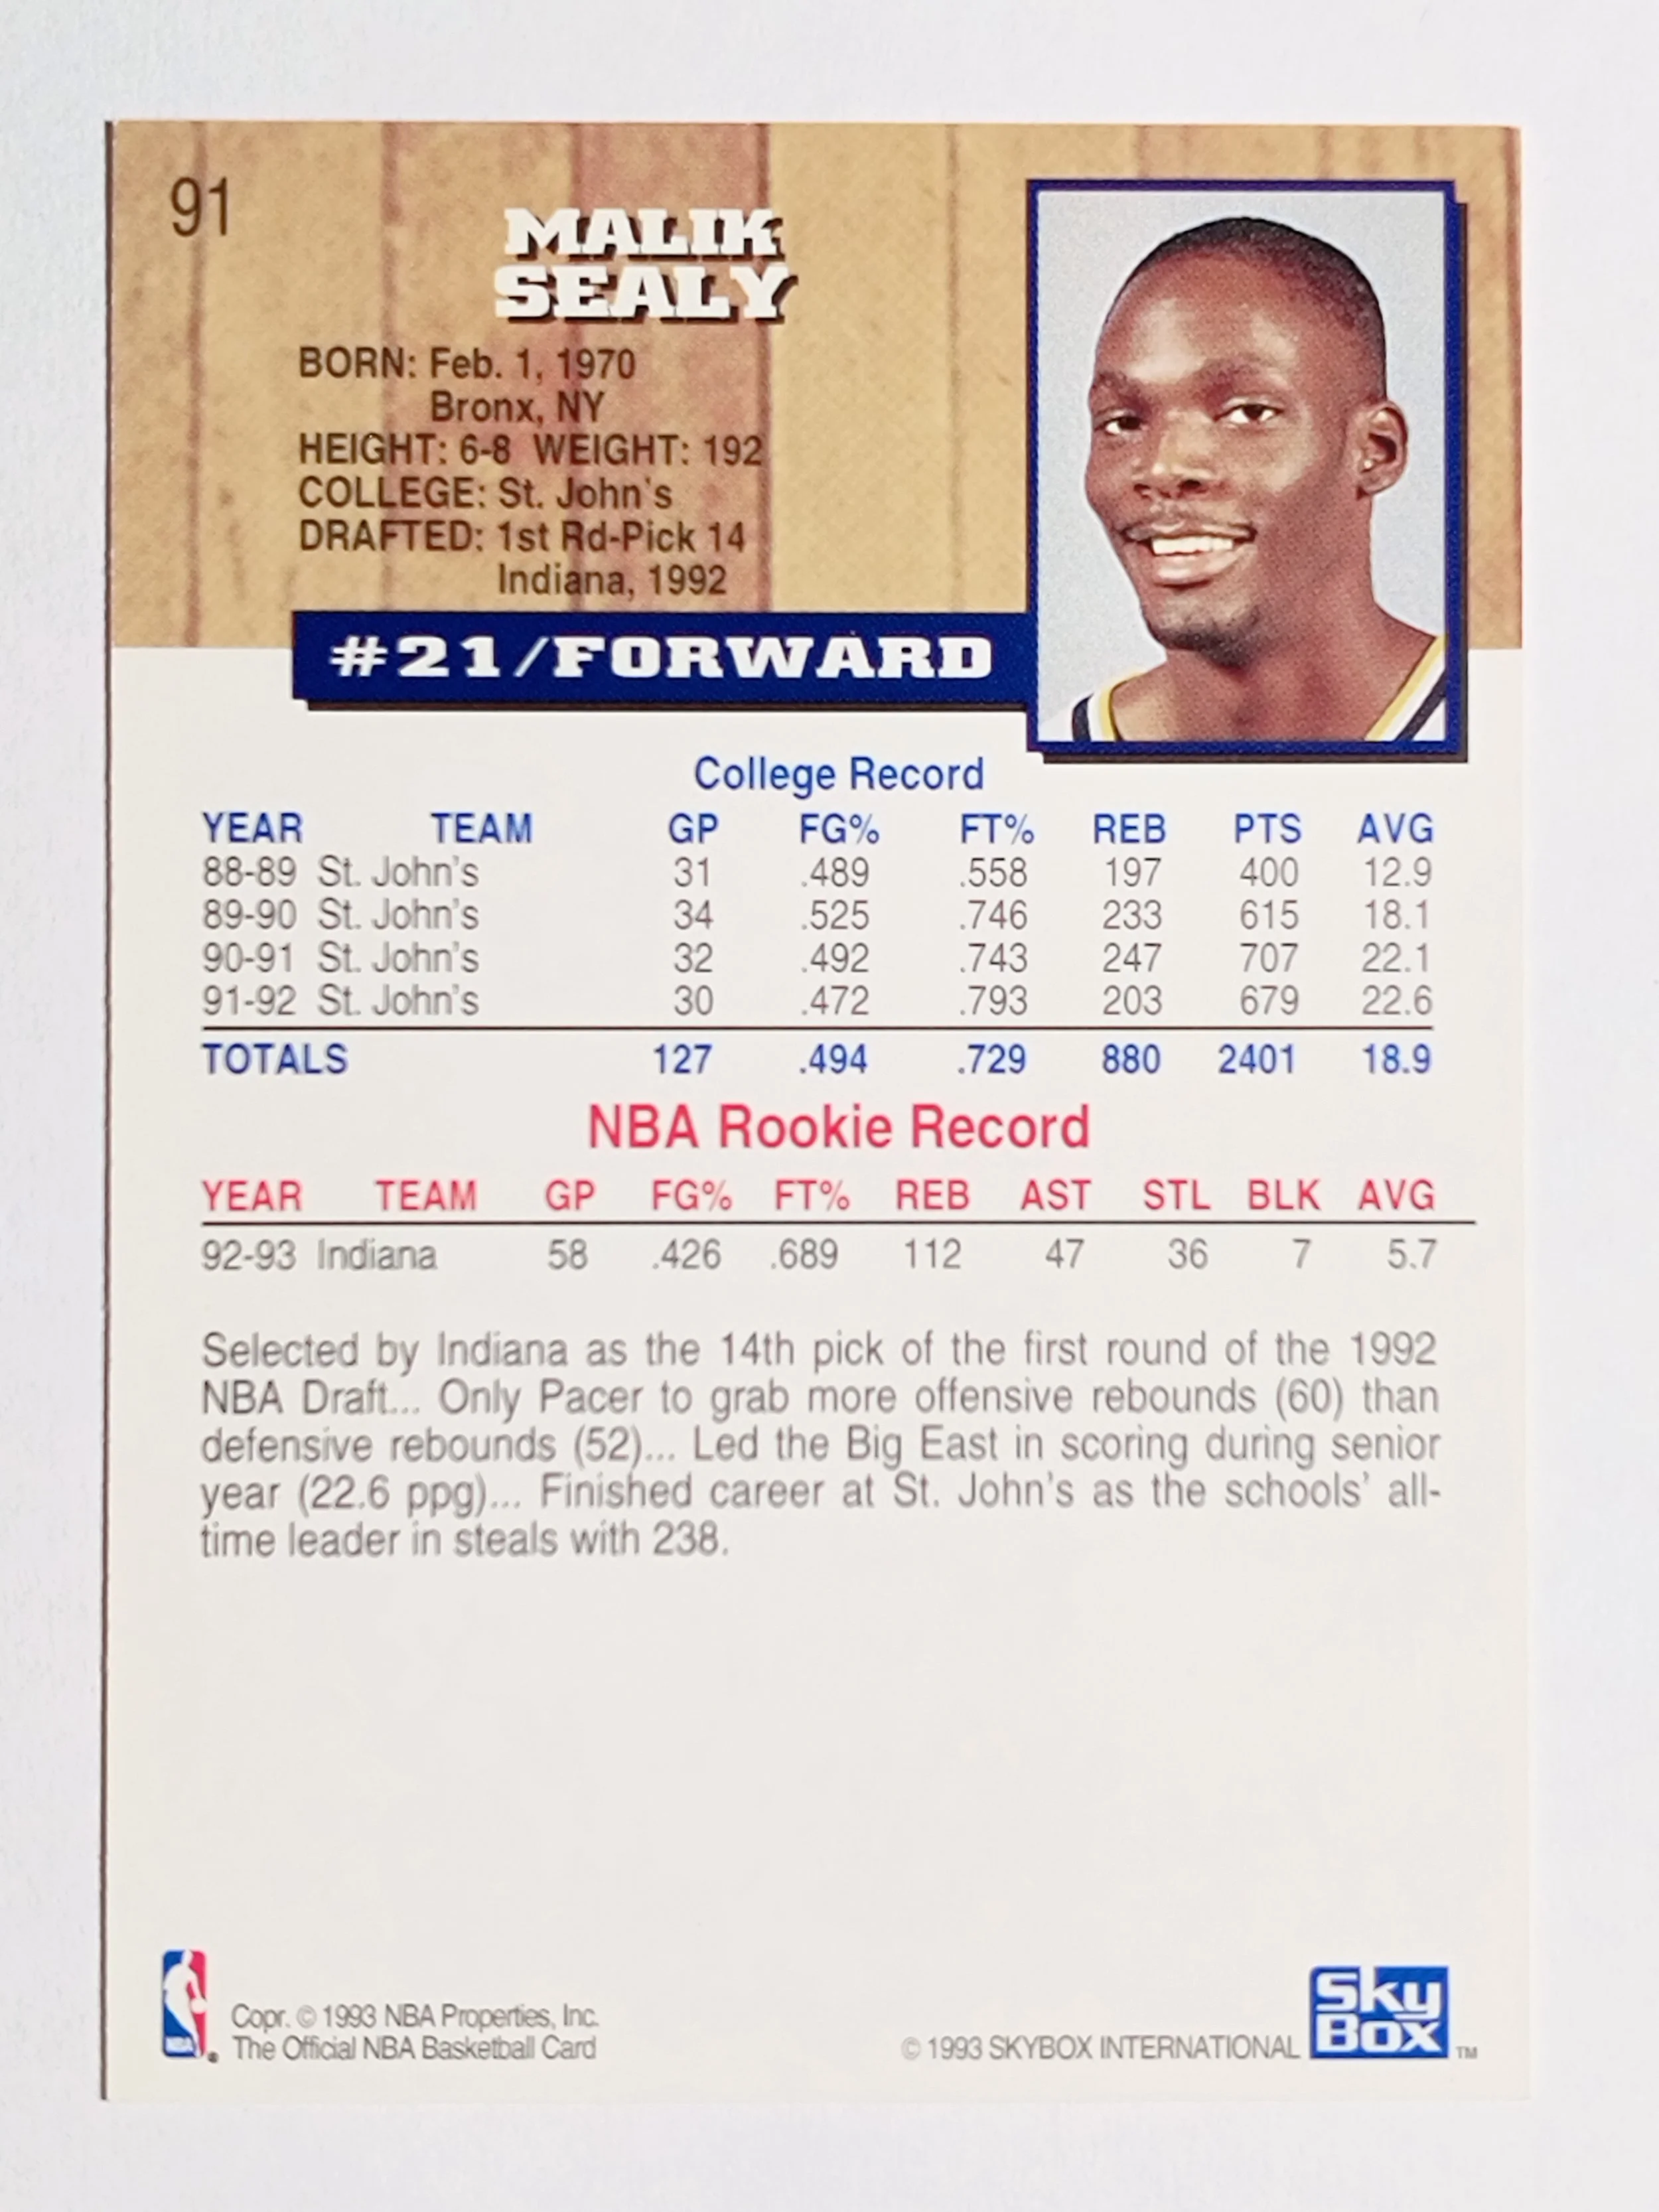 91
MALIK
SEALY
BORN: Feb. 1, 1970
Bronx, NY
HEIGHT: 6-8 WEIGHT: 192
COLLEGE: St. John's
DRAFTED: 1st Rd-Pick 14
Indiana, 1992
#21/FORWARD
College Record
YEAR TEAM GP FG% FT% REB PTS AVG
88-89 St. John's 31 .489 .558 197 400 12.9
89-90 St. John's 34 .525 .746 233 615 18.1
90-91 St. John's 32 .492 .743 247 707 22.1
91-92 St. John's 30 .472 .793 203 679 22.6
TOTALS 127 .494 .729 880 2401 18.9
NBA Rookie Record
YEAR TEAM GP FG% FT% REB AST STL BLK AVG
92-93 Indiana 58 .426 .689 112 47 36 7 5.7
Selected by Indiana as the 14th pick of the first round of the 1992
NBA Draft... Only Pacer to grab more offensive rebounds (60) than
defensive rebounds (52)... Led the Big East in scoring during senior
year (22.6 ppg)... Finished career at St. John's as the schools' all-
time leader in steals with 238.
NBA ®
Copr. © 1993 NBA Properties, Inc.
The Official NBA Basketball Card
© 1993 SKYBOX INTERNATIONAL
Sky
Box ™